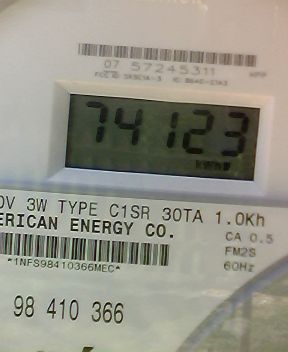 07 57245311
74123
kWh
0V 3W TYPE C1SR 30TA 1.0Kh
ERICAN ENERGY CO.
CA 0.5
FM2S
60Hz
*1NFS98410366MEC*
98 410 366